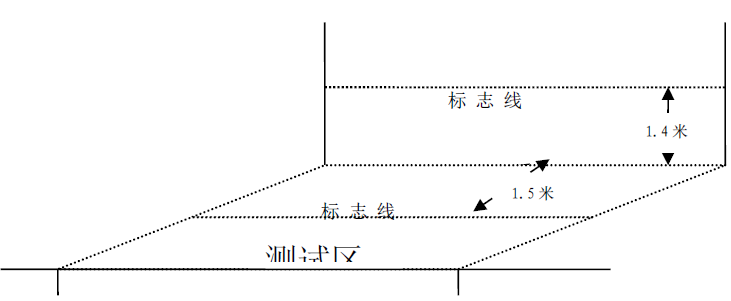 标 志 线
1.4米
1.5米
标 志 线
测试区